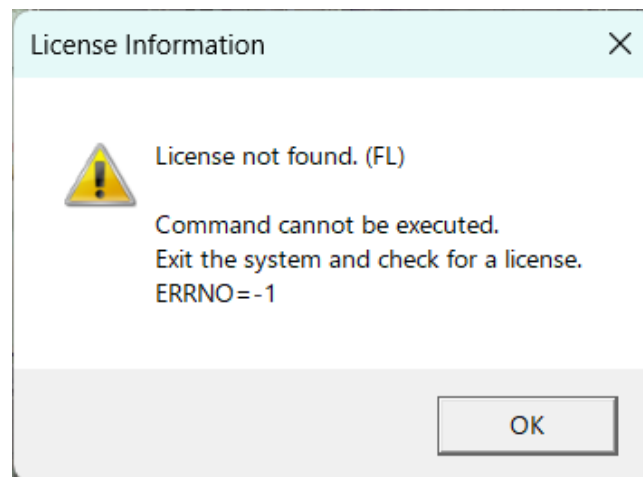 License Information
License not found. (FL)
Command cannot be executed.
Exit the system and check for a license.
ERRNO=-1
OK